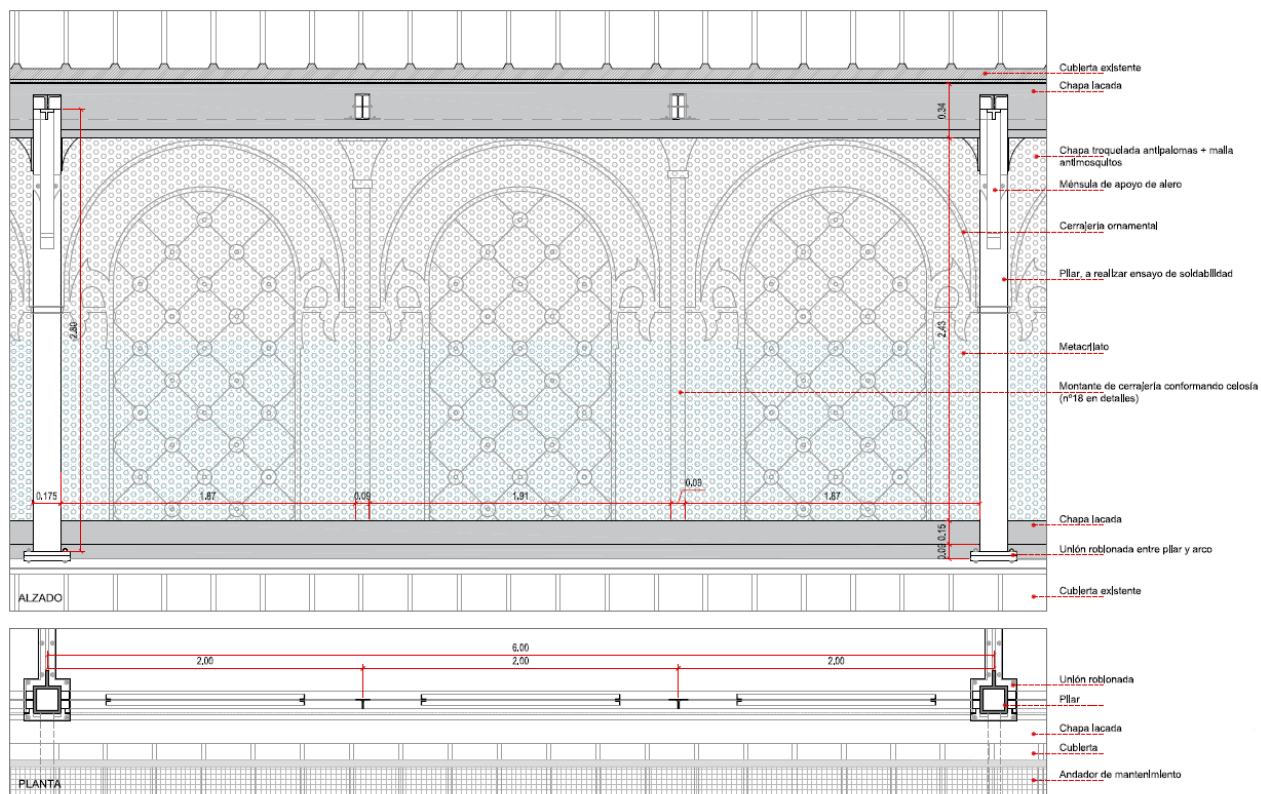 Cubierta existente
Chapa lacada
0.34
Chapa troquelada antipalomas + malla
antimosquitos
Ménsula de apoyo de alero
Cerrajería ornamental
Pilar, a realizar ensayo de soldabilidad
2.80
2.43
Metacrilato
Montante de cerrajería conformando celosía
(nº18 en detalles)
0.175
1.87
0.09
1.91
0.09
1.87
Chapa lacada
0.15
0.09
Unión roblonada entre pilar y arco
ALZADO
Cubierta existente
6.00
2.00
2.00
2.00
Unión roblonada
Pilar
Chapa lacada
Cubierta
Andador de mantenimiento
PLANTA